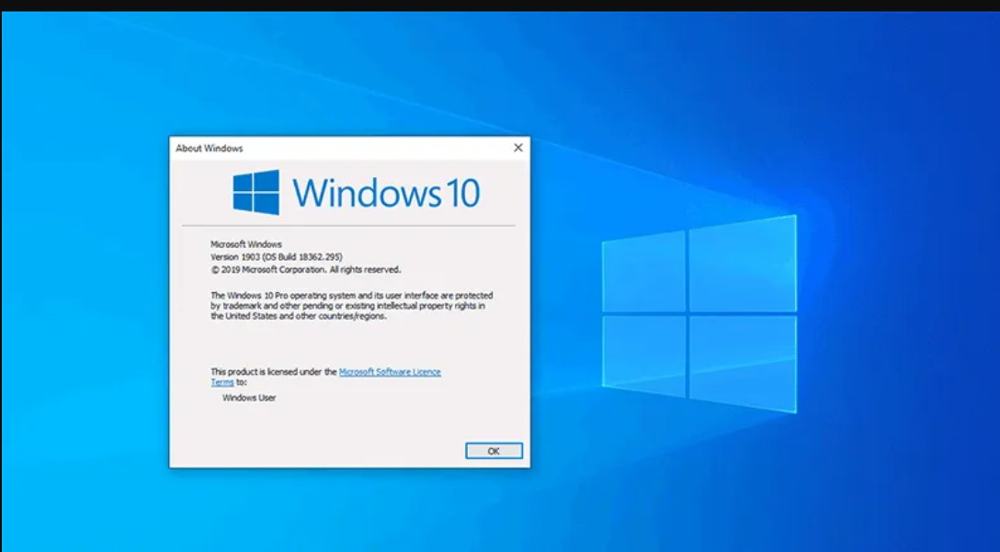 About Windows
Windows 10
Microsoft Windows
Version 1903 (OS Build 18362.295)
© 2019 Microsoft Corporation. All rights reserved.
The Windows 10 Pro operating system and its user interface are protected
by trademark and other pending or existing intellectual property rights in
the United States and other countries/regions.
This product is licensed under the Microsoft Software Licence
Terms to:
Windows User
OK